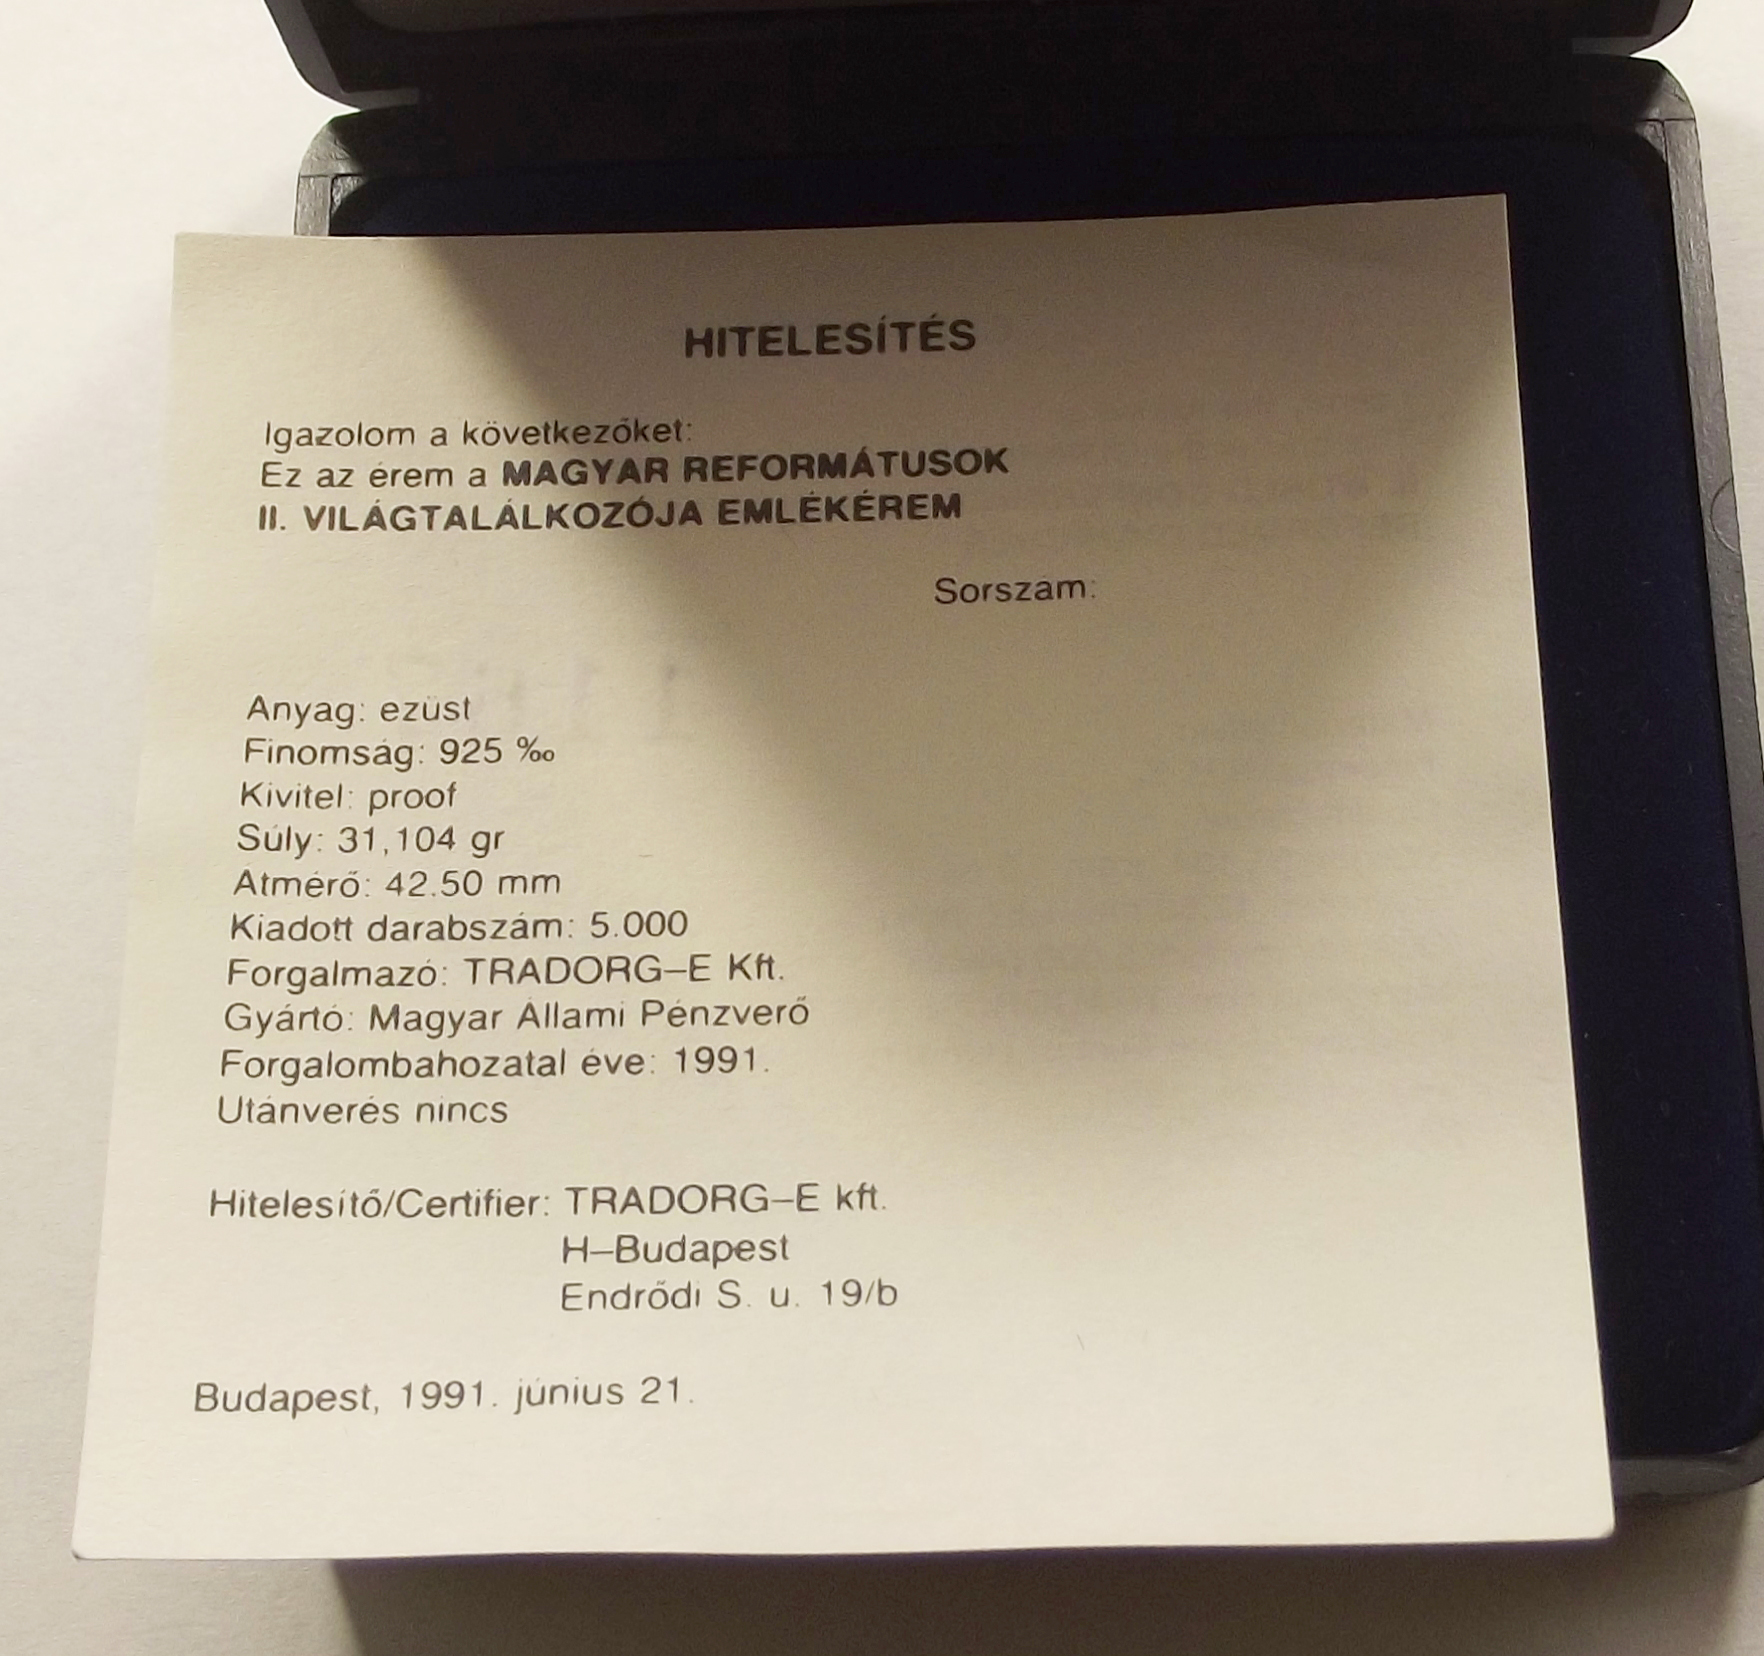 HITELESÍTÉS
Igazolom a következőket:
Ez az érem a MAGYAR REFORMÁTUSOK
II. VILÁGTALÁLKOZÓJA EMLÉKÉREM
Sorszam:
Anyag: ezüst
Finomság: 925 ‰
Kivitel: proof
Súly: 31,104 gr
Átmérő: 42.50 mm
Kiadott darabszám: 5.000
Forgalmazó: TRADORG–E Kft.
Gyártó: Magyar Állami Pénzverő
Forgalombahozatal éve: 1991.
Utánverés nincs
Hitelesítő/Certifier: TRADORG–E kft.
H–Budapest
Endrődi S. u. 19/b
Budapest, 1991. június 21.